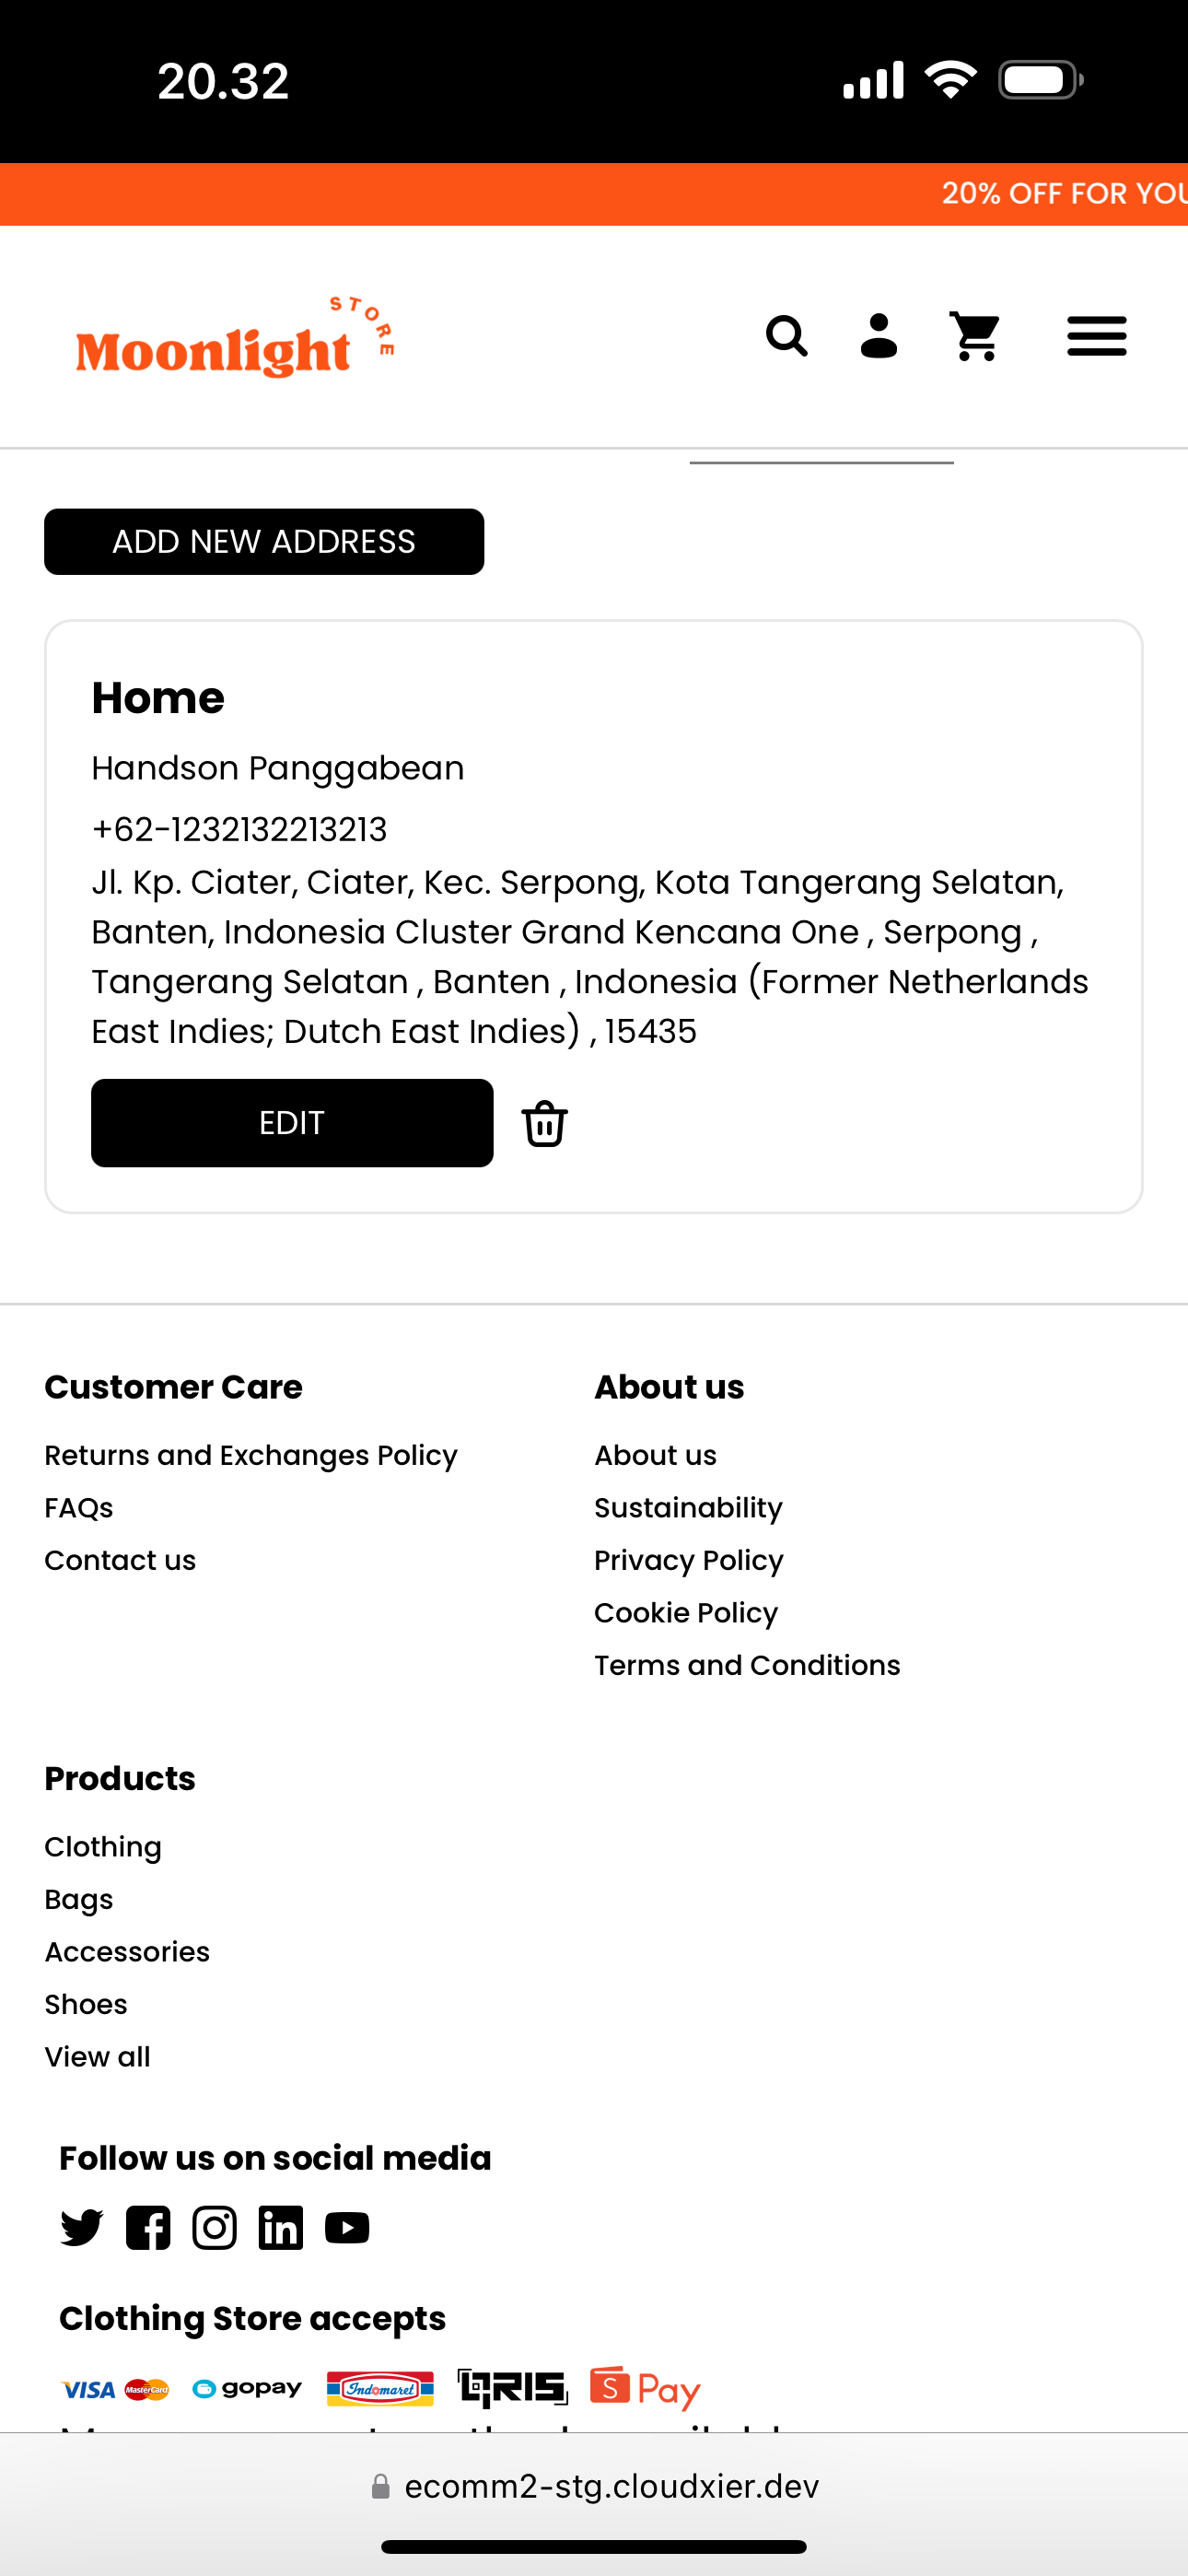 20.32
20% OFF FOR YOU
Moonlight STORE
ADD NEW ADDRESS
Home
Handson Panggabean
+62-1232132213213
Jl. Kp. Ciater, Ciater, Kec. Serpong, Kota Tangerang Selatan,
Banten, Indonesia Cluster Grand Kencana One , Serpong ,
Tangerang Selatan , Banten , Indonesia (Former Netherlands
East Indies; Dutch East Indies) , 15435
EDIT
Customer Care
Returns and Exchanges Policy
FAQs
Contact us
About us
About us
Sustainability
Privacy Policy
Cookie Policy
Terms and Conditions
Products
Clothing
Bags
Accessories
Shoes
View all
Follow us on social media
Clothing Store accepts
VISA MasterCard gopay Indomaret QRIS S Pay
ecomm2-stg.cloudxier.dev